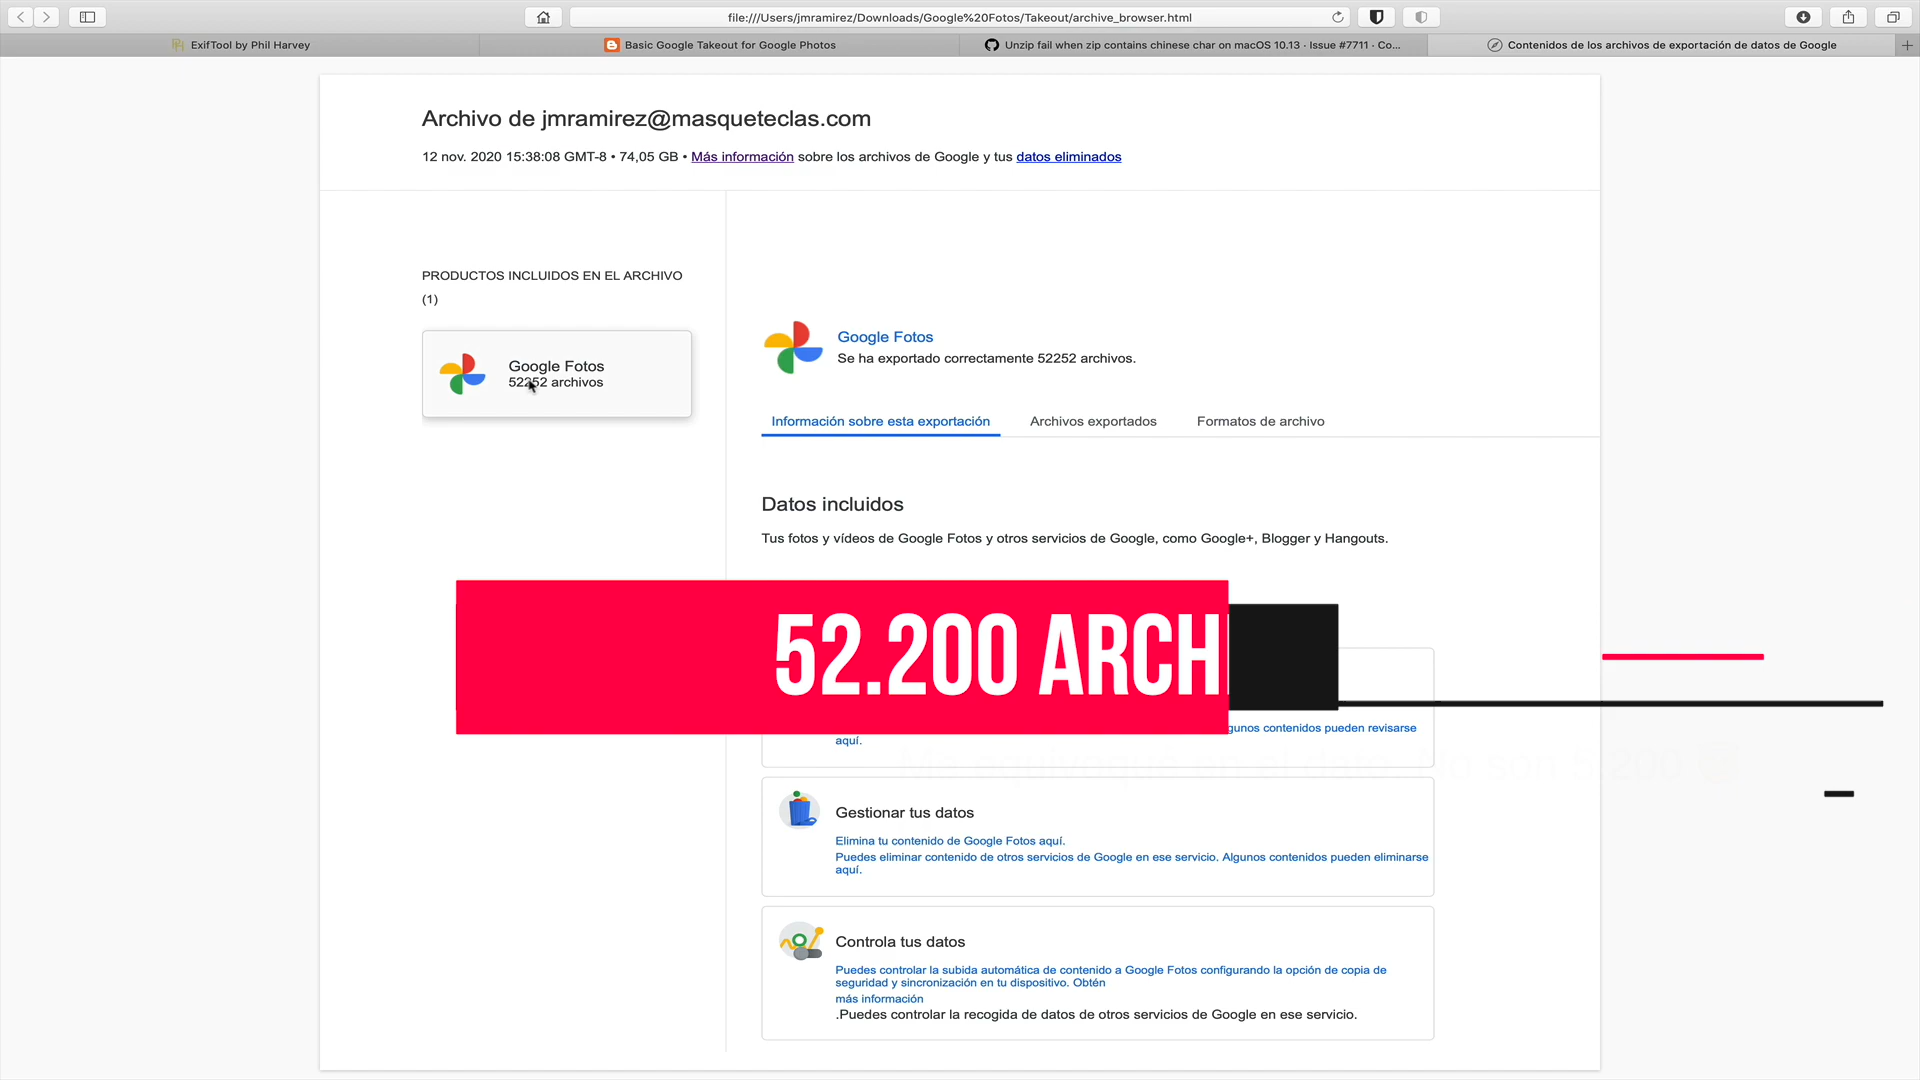 file:///Users/jmramirez/Downloads/Google%20Fotos/Takeout/archive_browser.html
ExifTool by Phil Harvey
Basic Google Takeout for Google Photos
Unzip fail when zip contains chinese char on macOS 10.13 · Issue #7711 · Co...
Contenidos de los archivos de exportación de datos de Google
Archivo de jmramirez@masqueteclas.com
12 nov. 2020 15:38:08 GMT-8 • 74,05 GB • Más información sobre los archivos de Google y tus datos eliminados
PRODUCTOS INCLUIDOS EN EL ARCHIVO
(1)
Google Fotos
52252 archivos
Google Fotos
Se ha exportado correctamente 52252 archivos.
Información sobre esta exportación
Archivos exportados
Formatos de archivo
Datos incluidos
Tus fotos y vídeos de Google Fotos y otros servicios de Google, como Google+, Blogger y Hangouts.
52.200 ARCH
gunos contenidos pueden revisarse
aquí.
No son 5.200
Gestionar tus datos
Elimina tu contenido de Google Fotos aquí.
Puedes eliminar contenido de otros servicios de Google en ese servicio. Algunos contenidos pueden eliminarse
aquí.
Controla tus datos
Puedes controlar la subida automática de contenido a Google Fotos configurando la opción de copia de
seguridad y sincronización en tu dispositivo. Obtén
más información
.Puedes controlar la recogida de datos de otros servicios de Google en ese servicio.